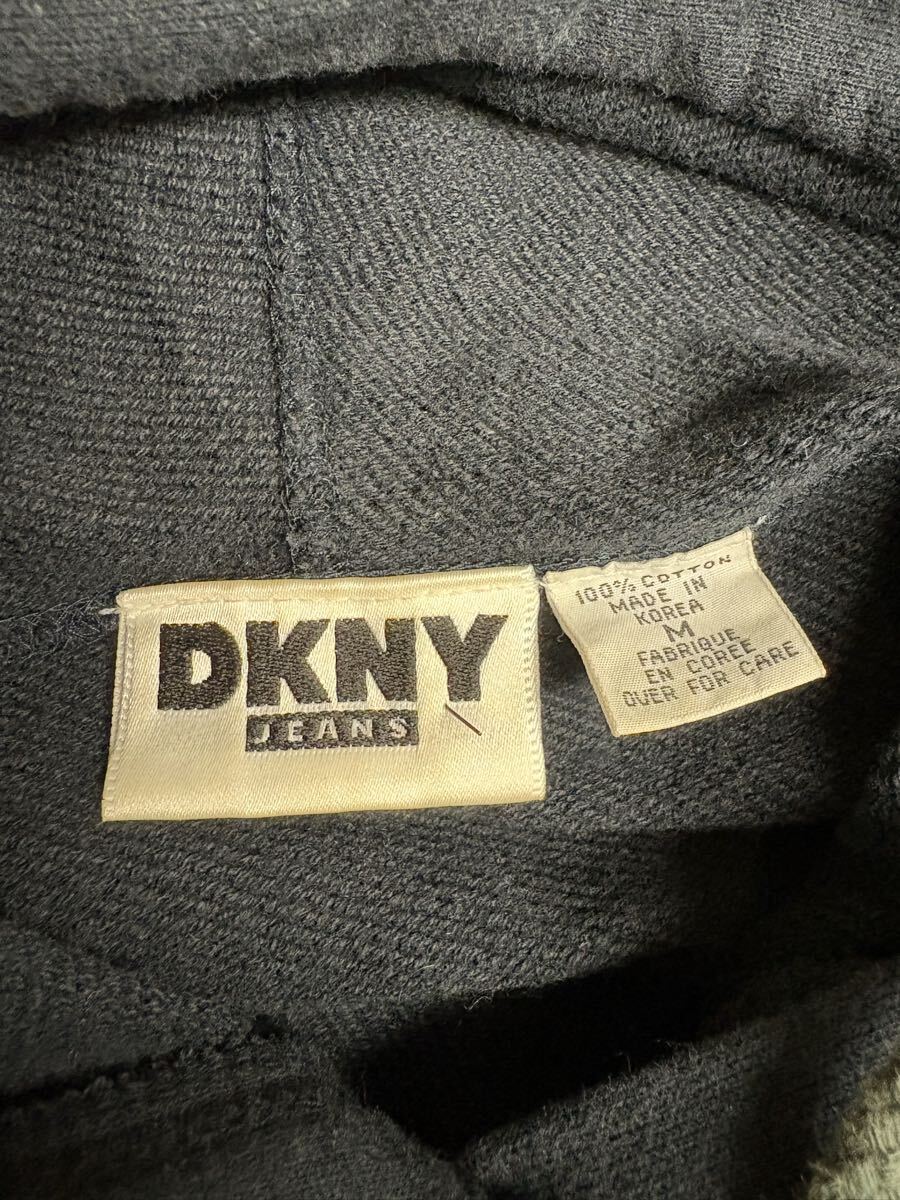 DKNY
JEANS
100% COTTON
MADE IN
KOREA
M
FABRIQUE
EN COREE
OVER FOR CARE